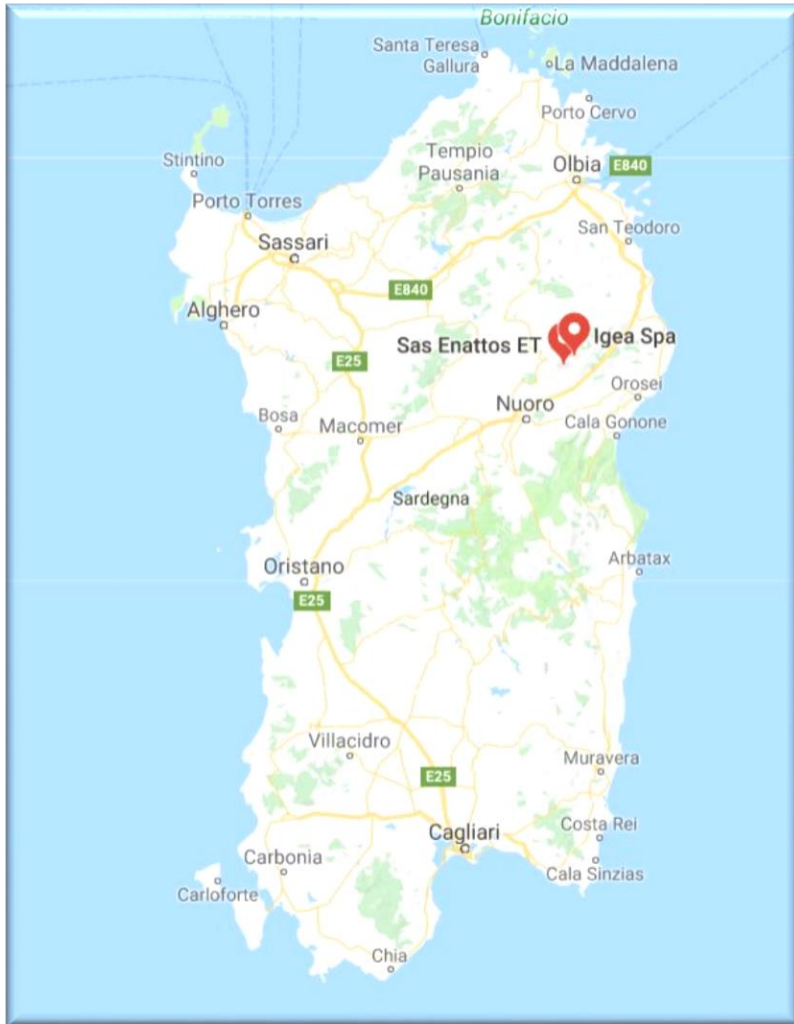 Bonifacio
Santa Teresa
Gallura
La Maddalena
Porto Cervo
Stintino
Tempio
Pausania
Olbia
E840
Porto Torres
San Teodoro
Sassari
E840
Alghero
Sas Enattos ET
Igea Spa
E25
Orosei
Nuoro
Bosa
Macomer
Cala Gonone
Sardegna
Oristano
Arbatax
E25
Villacidro
Muravera
E25
Cagliari
Costa Rei
Carbonia
Cala Sinzias
Carloforte
Chia